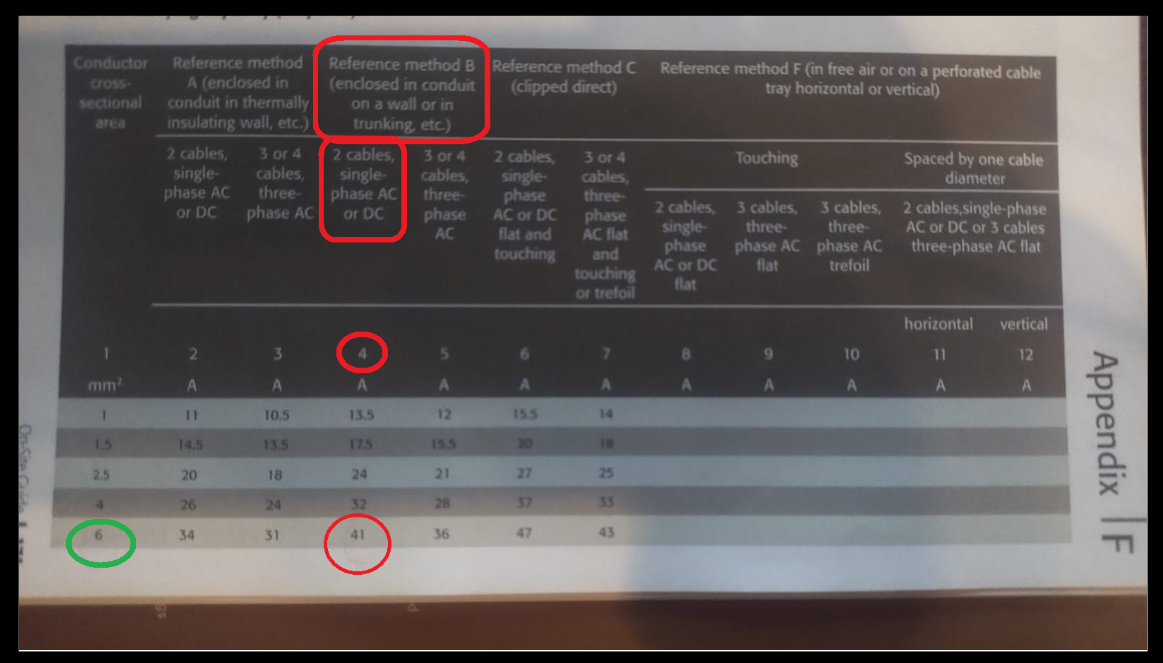 Conductor
cross-
sectional
area
Reference method
A (enclosed in
conduit in thermally
insulating wall, etc.)
Reference method B
(enclosed in conduit
on a wall or in
trunking, etc.)
Reference method C
(clipped direct)
Reference method F (in free air or on a perforated cable
tray horizontal or vertical)
2 cables,
single-
phase AC
or DC
3 or 4
cables,
three-
phase AC
2 cables,
single-
phase AC
or DC
3 or 4
cables,
three-
phase
AC
2 cables,
single-
phase
AC or DC
flat and
touching
3 or 4
cables,
three-
phase
AC flat
and
touching
or trefoil
Touching
Spaced by one cable
diameter
2 cables,
single-
phase
AC or DC
flat
3 cables,
three-
phase AC
flat
3 cables,
three-
phase AC
trefoil
2 cables,single-phase
AC or DC or 3 cables
three-phase AC flat
horizontal vertical
1 2 3 4 5 6 7 8 9 10 11 12
mm² A A A A A A A A A A A
1 11 10.5 13.5 12 15.5 14
1.5 14.5 13.5 17.5 15.5 20 18
2.5 20 18 24 21 27 25
4 26 24 32 28 37 33
6 34 31 41 36 47 43
Appendix F